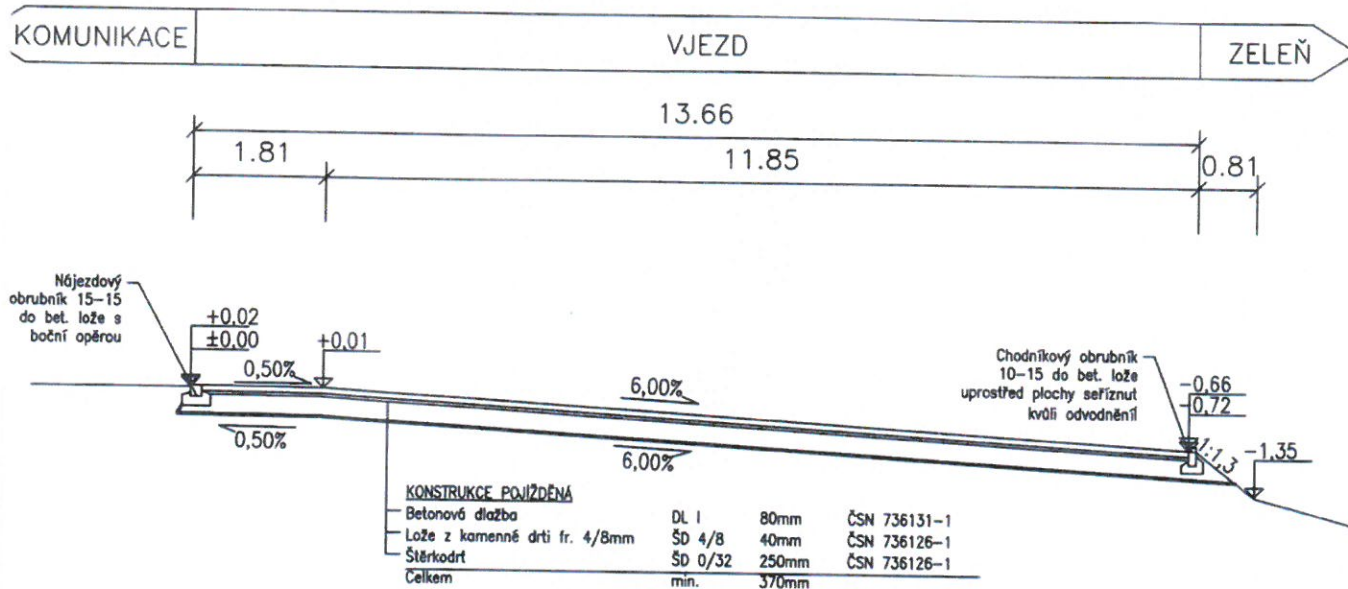 KOMUNIKACE
VJEZD
ZELEŇ
13.66
1.81
11.85
0.81
Nájezdový
obrubník 15-15
do bet. lože s
boční opěrou
+0,02
±0,00
+0,01
0,50%
6,00%
Chodníkový obrubník
10-15 do bet. lože
uprostřed plochy seříznut
kvůli odvodnění!
-0,66
-0,72
1:1,3
-1,35
0,50%
6,00%
KONSTRUKCE POJÍŽDĚNÁ
Betonová dlažba DL I 80mm ČSN 736131-1
Lože z kamenné drti fr. 4/8mm ŠD 4/8 40mm ČSN 736126-1
Štěrkodrť ŠD 0/32 250mm ČSN 736126-1
Celkem min. 370mm